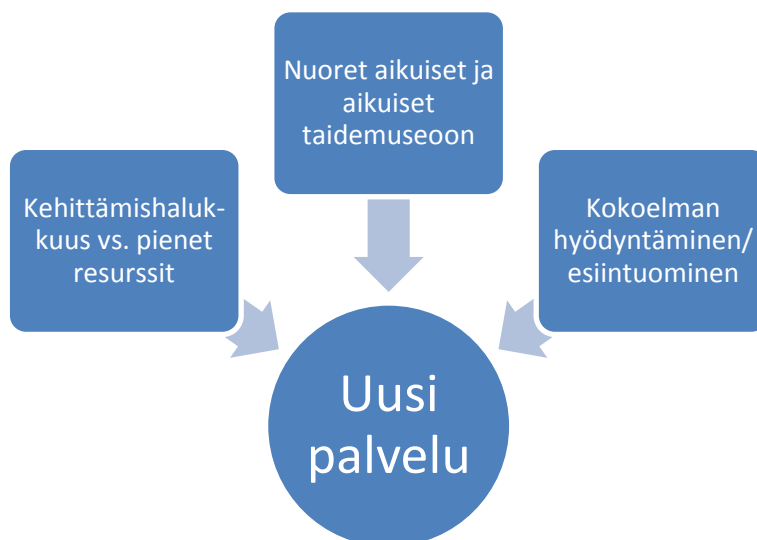 Nuoret aikuiset ja
aikuiset
taidemuseoon
Kehittämishaluk-
kuus vs. pienet
resurssit
Kokoelman
hyödyntäminen/
esiintuominen
Uusi
palvelu